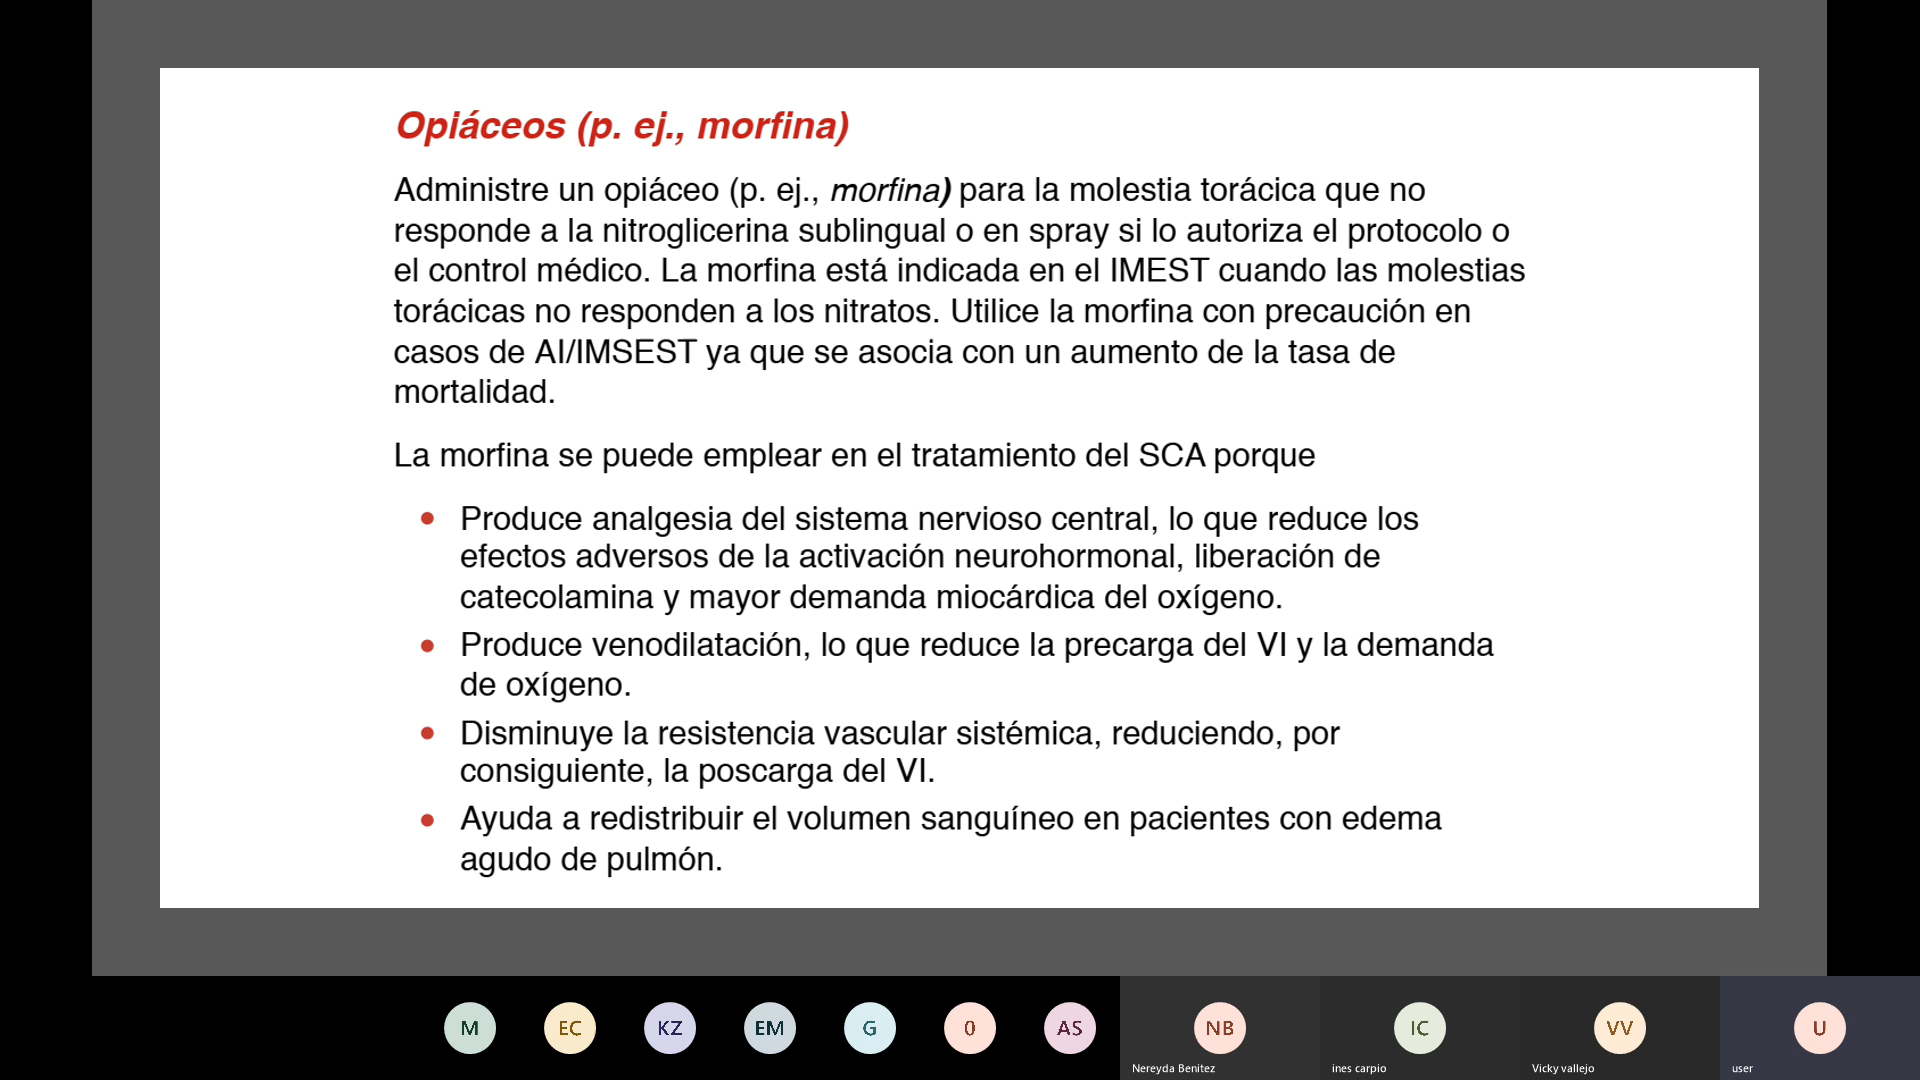 Opiáceos (p. ej., morfina)
Administre un opiáceo (p. ej., morfina) para la molestia torácica que no
responde a la nitroglicerina sublingual o en spray si lo autoriza el protocolo o
el control médico. La morfina está indicada en el IMEST cuando las molestias
torácicas no responden a los nitratos. Utilice la morfina con precaución en
casos de AI/IMSEST ya que se asocia con un aumento de la tasa de
mortalidad.
La morfina se puede emplear en el tratamiento del SCA porque
• Produce analgesia del sistema nervioso central, lo que reduce los
efectos adversos de la activación neurohormonal, liberación de
catecolamina y mayor demanda miocárdica del oxígeno.
• Produce venodilatación, lo que reduce la precarga del VI y la demanda
de oxígeno.
• Disminuye la resistencia vascular sistémica, reduciendo, por
consiguiente, la poscarga del VI.
• Ayuda a redistribuir el volumen sanguíneo en pacientes con edema
agudo de pulmón.
M EC KZ EM G 0 AS NB IC VV U
Nereyda Benitez ines carpio Vicky vallejo user